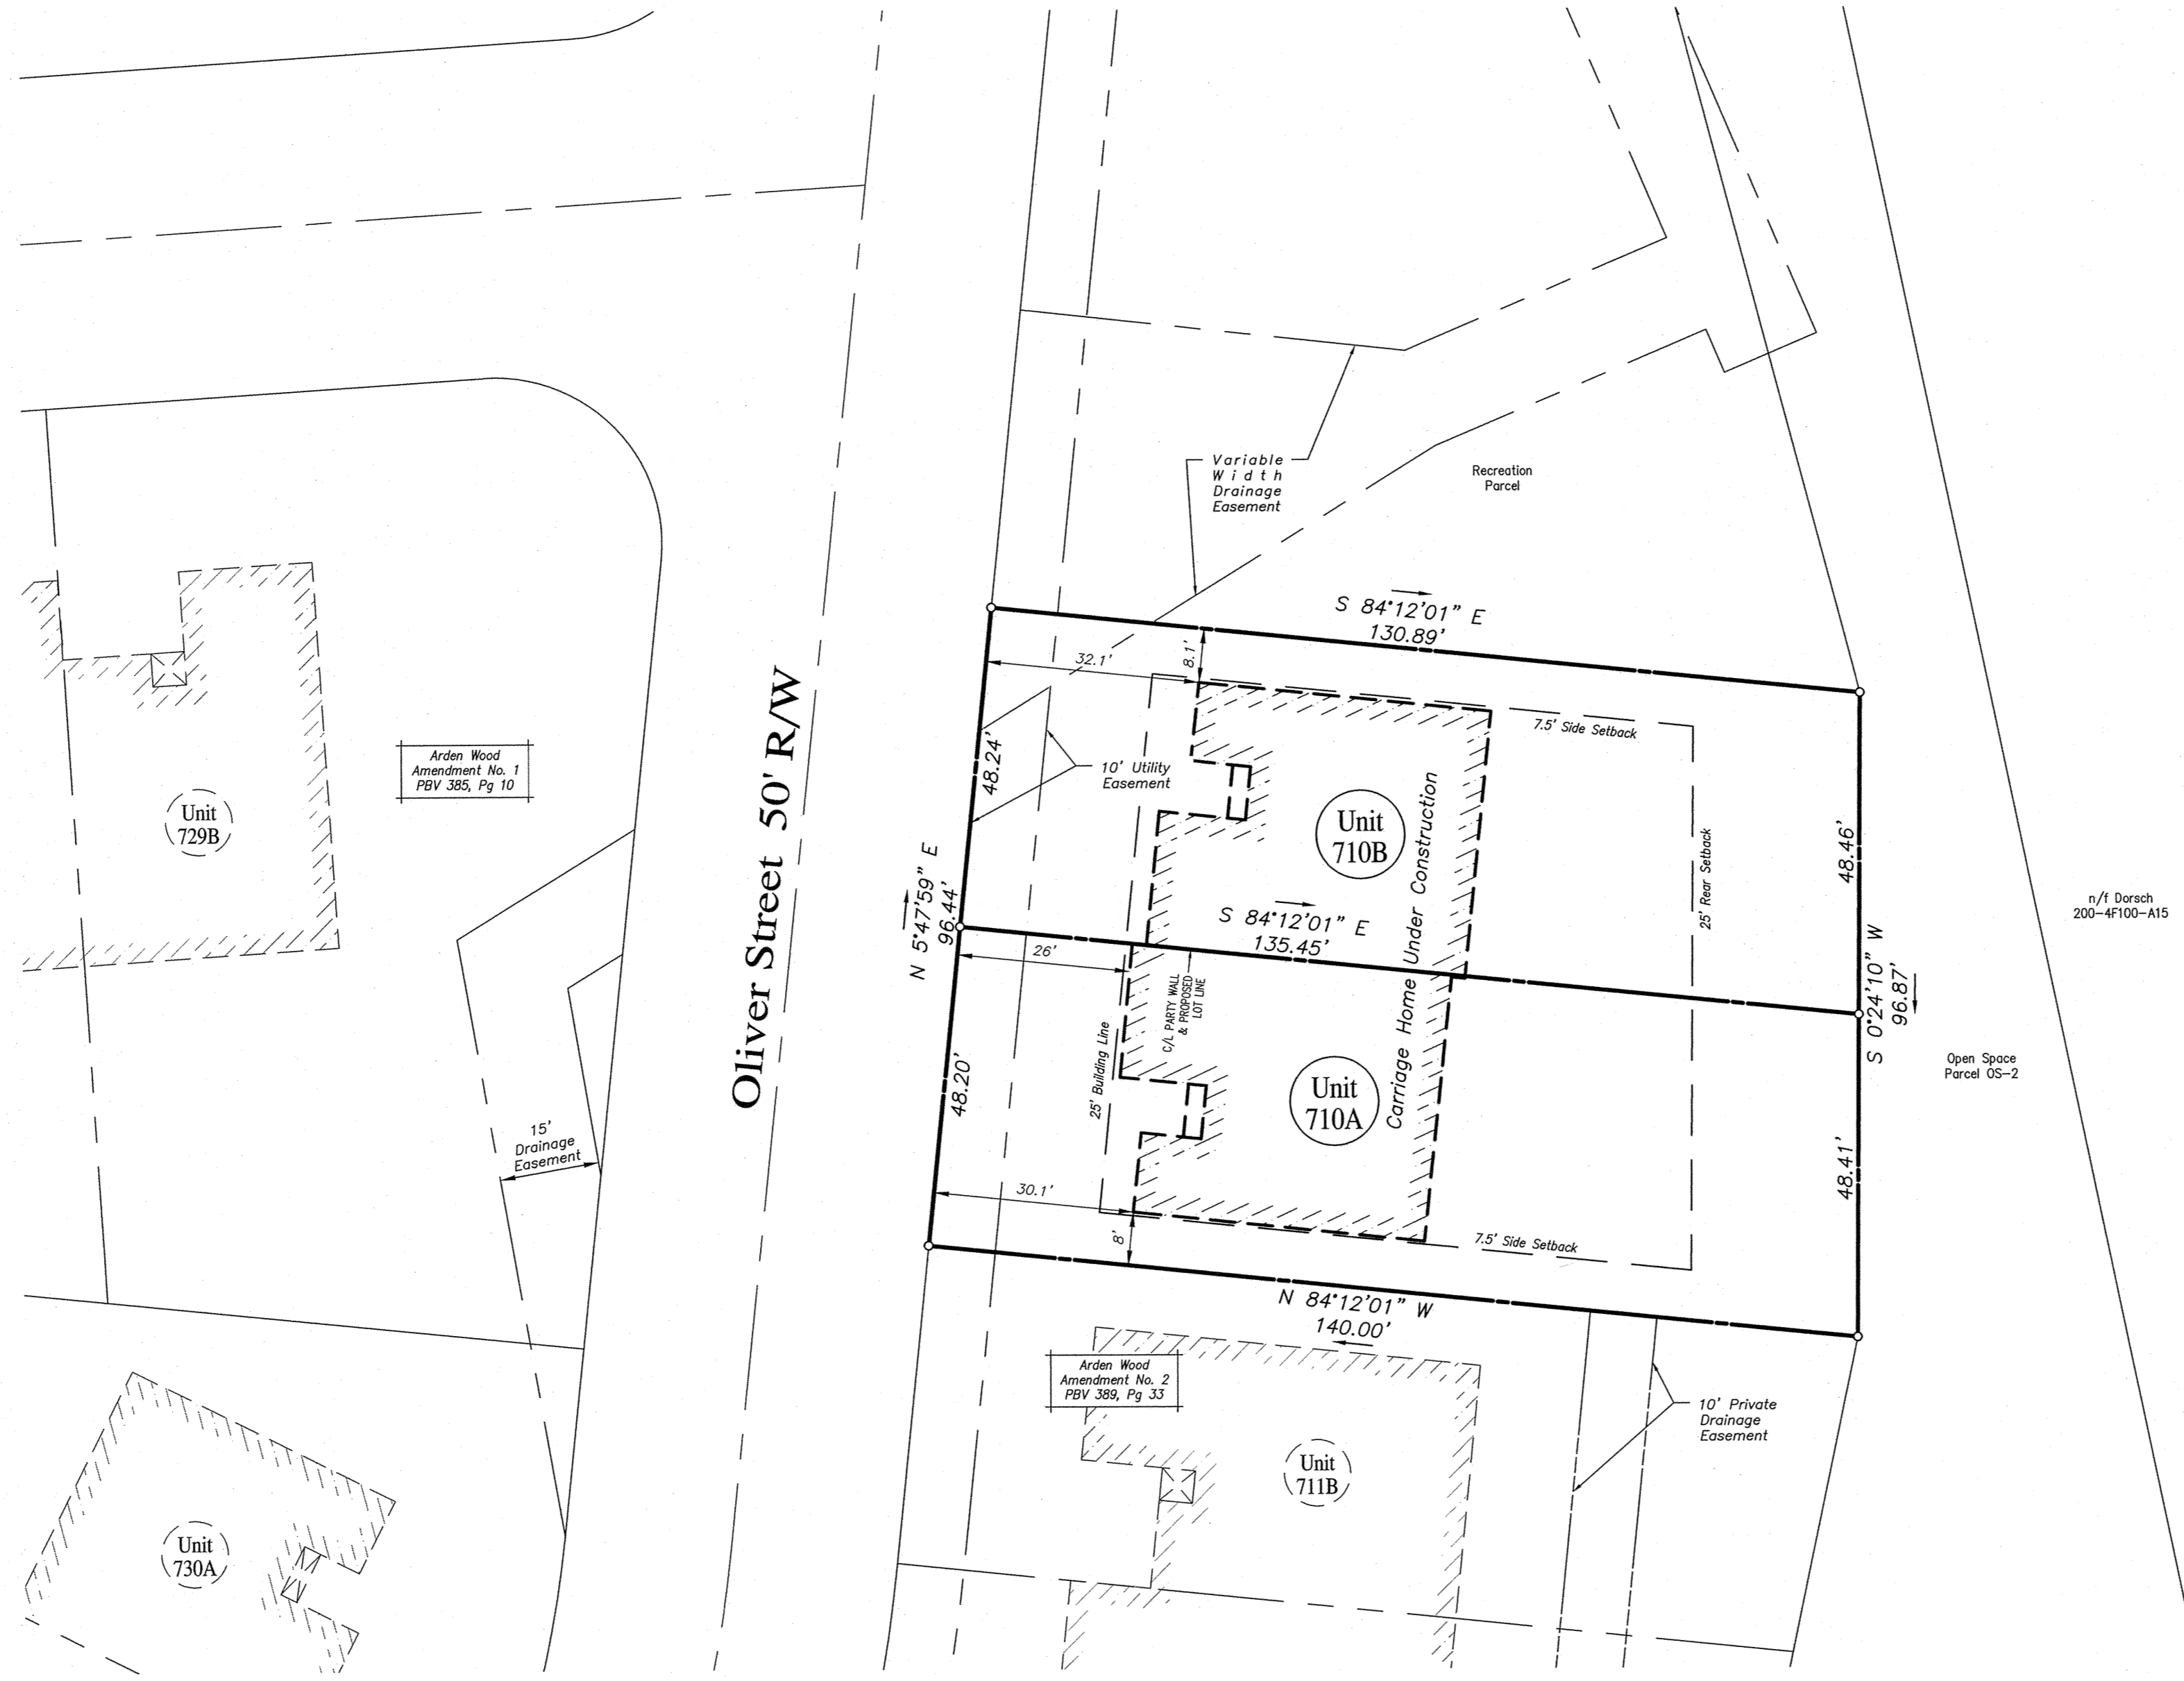 Variable
Width
Drainage
Easement
Recreation
Parcel
S 84°12'01" E
130.89'
8.1'
32.1'
7.5' Side Setback
48.24'
10' Utility
Easement
Arden Wood
Amendment No. 1
PBV 385, Pg 10
Unit
729B
Oliver Street 50' R/W
Unit
710B
Carriage Home Under Construction
25' Rear Setback
48.46'
n/f Dorsch
200-4F100-A15
N 5°47'59" E
96.44'
S 84°12'01" E
135.45'
26'
C/L PARTY WALL
& PROPOSED
LOT LINE
S 0°24'10" W
96.87'
Open Space
Parcel OS-2
25' Building Line
48.20'
Unit
710A
48.41'
15'
Drainage
Easement
30.1'
8'
7.5' Side Setback
N 84°12'01" W
140.00'
Arden Wood
Amendment No. 2
PBV 389, Pg 33
10' Private
Drainage
Easement
Unit
711B
Unit
730A